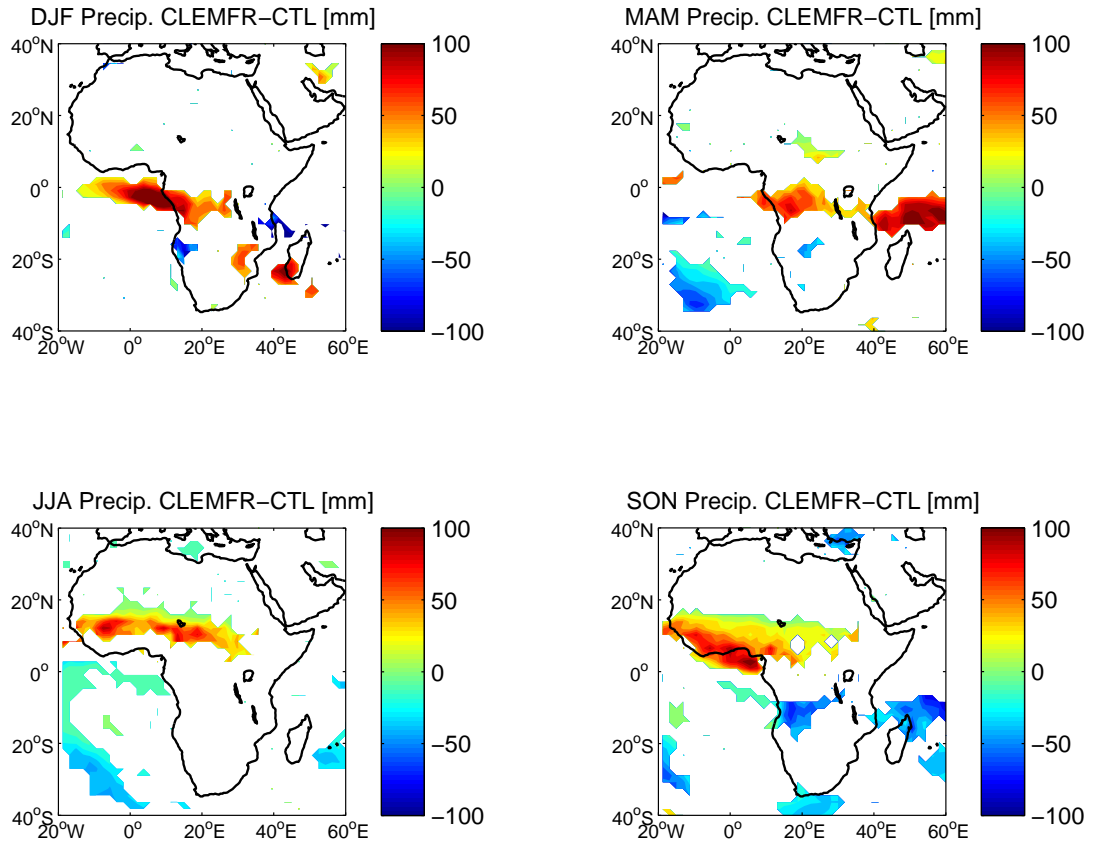 DJF Precip. CLEMFR−CTL [mm]
40°N
20°N
0°
20°S
40°S
20°W
0°
20°E
40°E
60°E
100
50
0
−50
−100
MAM Precip. CLEMFR−CTL [mm]
40°N
20°N
0°
20°S
40°S
20°W
0°
20°E
40°E
60°E
100
50
0
−50
−100
JJA Precip. CLEMFR−CTL [mm]
40°N
20°N
0°
20°S
40°S
20°W
0°
20°E
40°E
60°E
100
50
0
−50
−100
SON Precip. CLEMFR−CTL [mm]
40°N
20°N
0°
20°S
40°S
20°W
0°
20°E
40°E
60°E
100
50
0
−50
−100